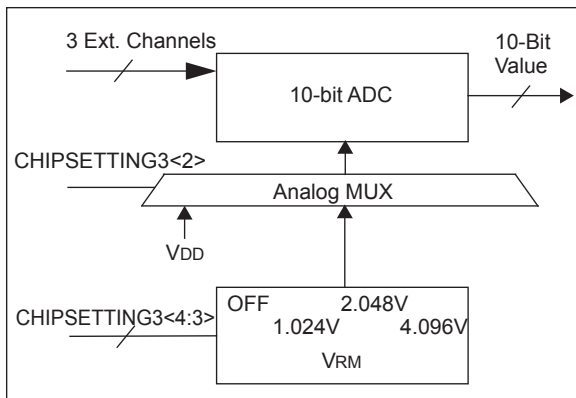 3 Ext. Channels
10-Bit
Value
10-bit ADC
CHIPSETTING3<2>
Analog MUX
VDD
CHIPSETTING3<4:3>
OFF 2.048V
1.024V 4.096V
VRM